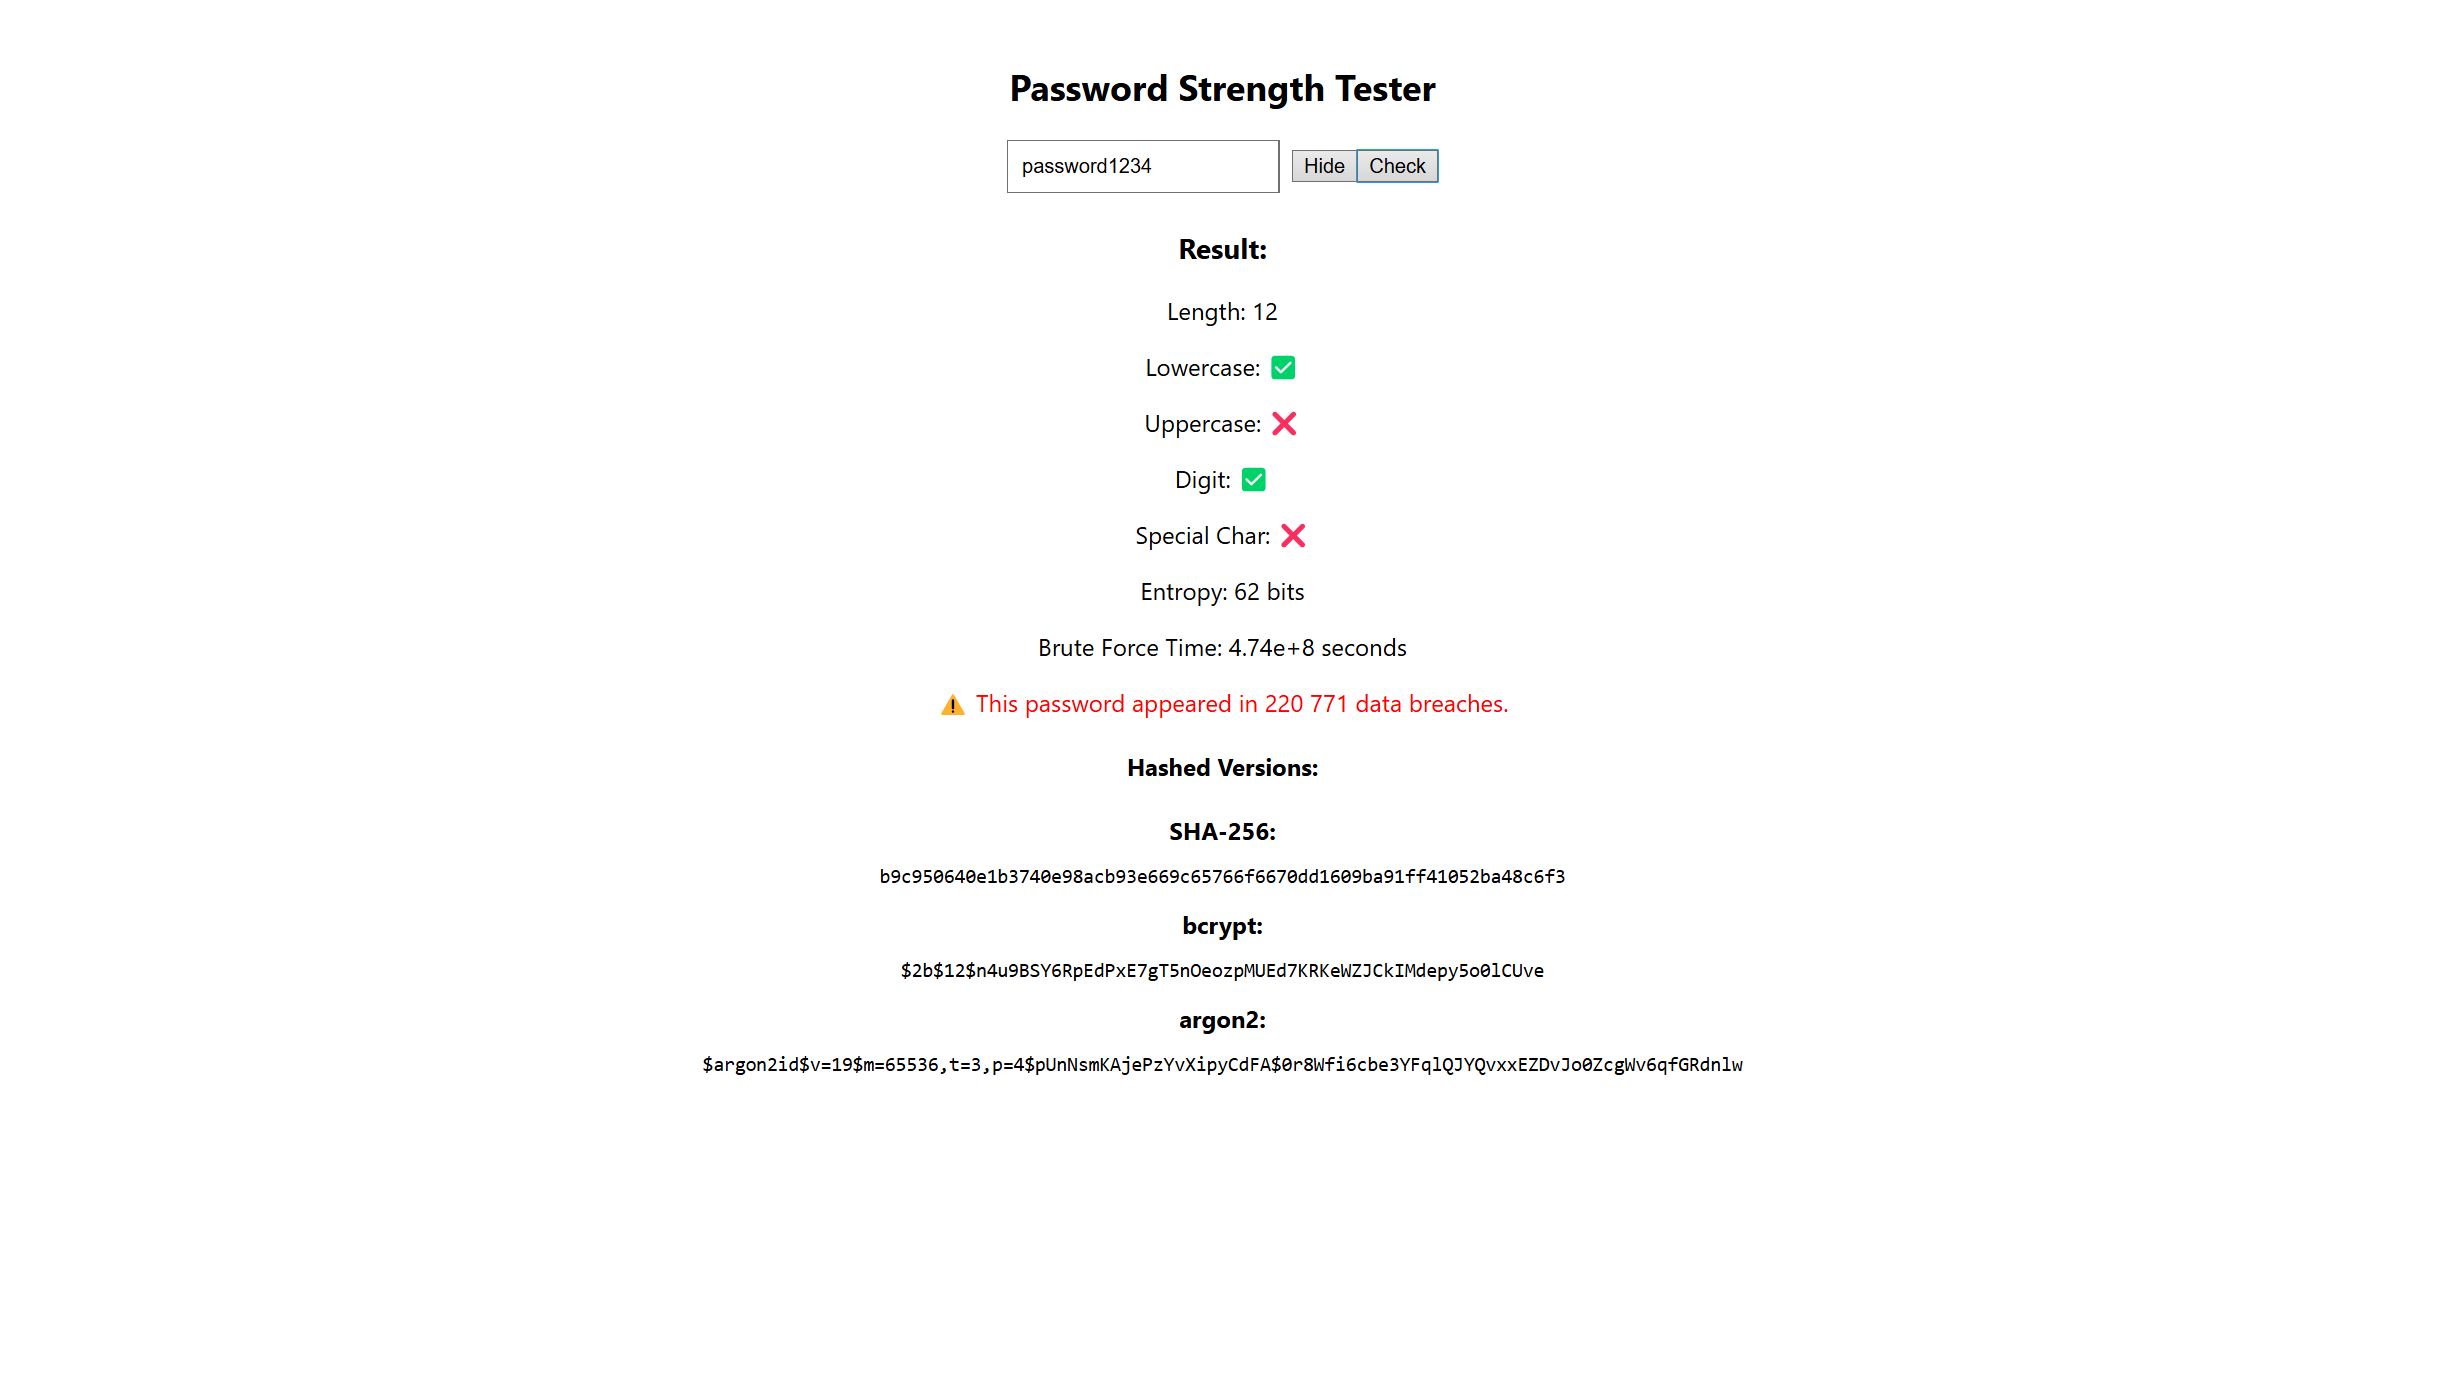 Password Strength Tester
password1234
Hide Check
Result:
Length: 12
Lowercase: ✅
Uppercase: ❌
Digit: ✅
Special Char: ❌
Entropy: 62 bits
Brute Force Time: 4.74e+8 seconds
⚠️ This password appeared in 220 771 data breaches.
Hashed Versions:
SHA-256:
b9c950640e1b3740e98acb93e669c65766f6670dd1609ba91ff41052ba48c6f3
bcrypt:
$2b$12$n4u9BSY6RpEdPxE7gT5nOeozpMUEd7KRKeWZJCkIMdepy5o0lCUve
argon2:
$argon2id$v=19$m=65536,t=3,p=4$pUnNsmKAjePzYvXipyCdFA$0r8Wfi6cbe3YFqlQJYQvxxEZDvJo0ZcgWv6qfGRdnlw